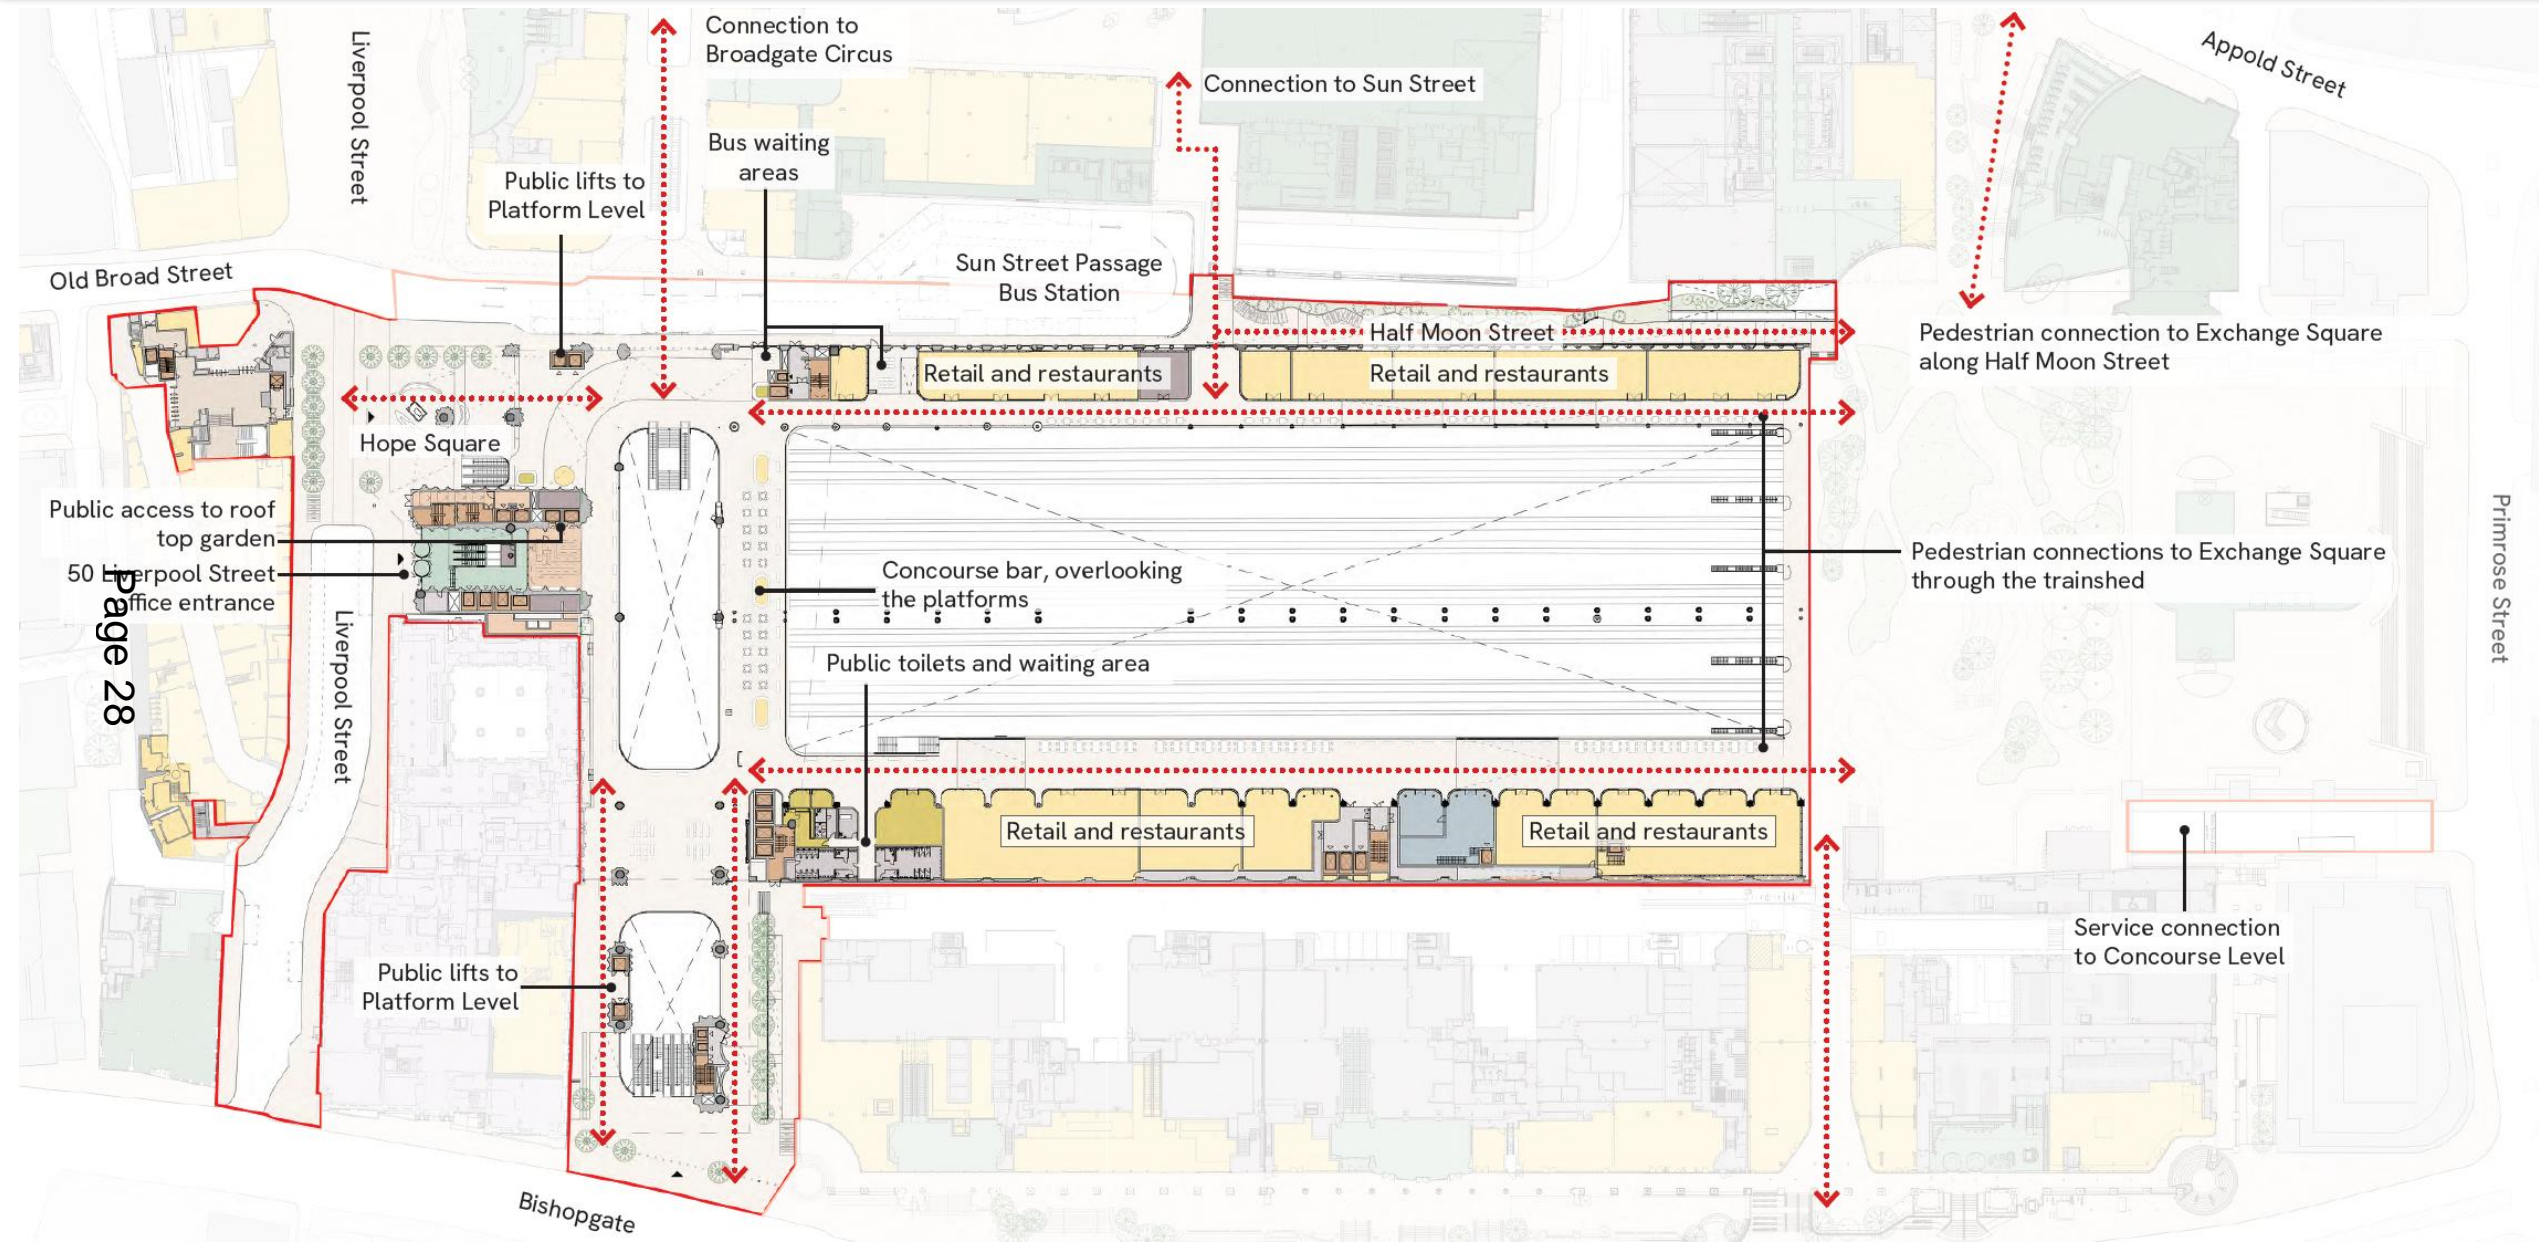 Connection to
Broadgate Circus
Liverpool Street
Appold Street
Connection to Sun Street
Bus waiting
areas
Public lifts to
Platform Level
Old Broad Street
Sun Street Passage
Bus Station
Half Moon Street
Pedestrian connection to Exchange Square
along Half Moon Street
Retail and restaurants
Retail and restaurants
Hope Square
Public access to roof
top garden
50 Liverpool Street
office entrance
Page 28
Liverpool Street
Concourse bar, overlooking
the platforms
Pedestrian connections to Exchange Square
through the trainshed
Primrose Street
Public toilets and waiting area
Retail and restaurants
Retail and restaurants
Service connection
to Concourse Level
Public lifts to
Platform Level
Bishopgate